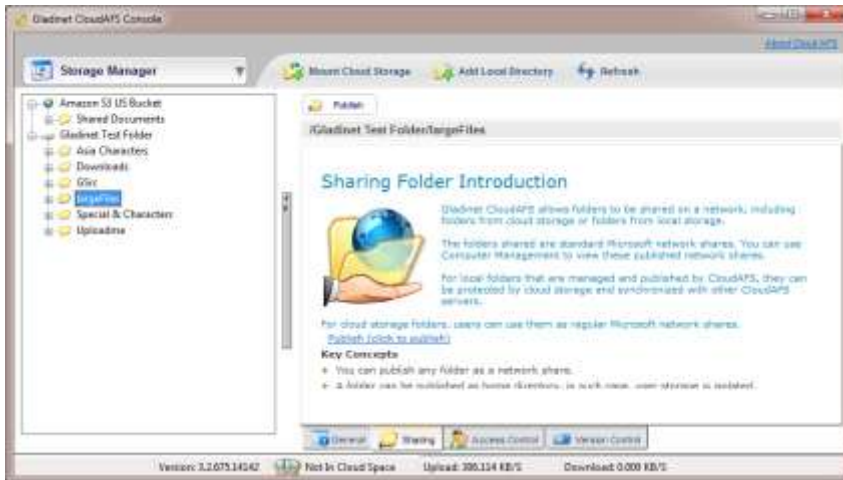 Gladinet CloudAFS Console
About Cloud AFS
Storage Manager
Mount Cloud Storage
Add Local Directory
Refresh
Amazon S3 US Bucket
Shared Documents
Gladinet Test Folder
Asia Characters
Downloads
GSrc
largeFiles
Special & Characters
Uploadme
Publish
/Gladinet Test Folder/largeFiles
Sharing Folder Introduction
Gladinet CloudAFS allows folders to be shared on a network, including
folders from cloud storage or folders from local storage.
The folders shared are standard Microsoft network shares. You can use
Computer Management to view these published network shares.
For local folders that are managed and published by CloudAFS, they can
be protected by cloud storage and synchronized with other CloudAFS
servers.
For cloud storage folders, users can use them as regular Microsoft network shares.
Publish (click to publish)
Key Concepts
You can publish any folder as a network share.
A folder can be published as home directory, in such case, user storage is isolated.
General
Sharing
Access Control
Version Control
Version: 3.2.675.14142
Not In Cloud Space
Upload: 386.114 KB/S
Download: 0.000 KB/S